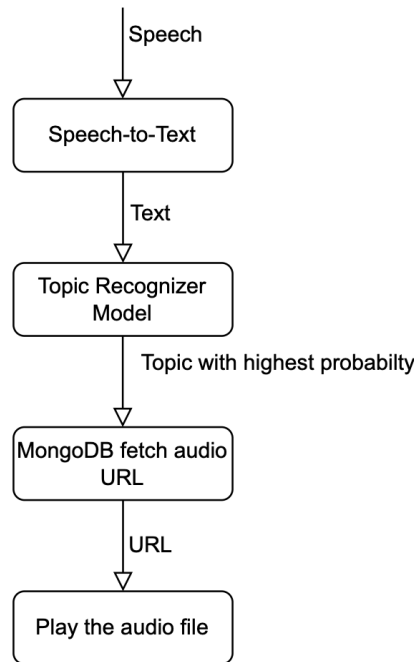 Speech
Speech-to-Text
Text
Topic Recognizer
Model
Topic with highest probabilty
MongoDB fetch audio
URL
URL
Play the audio file